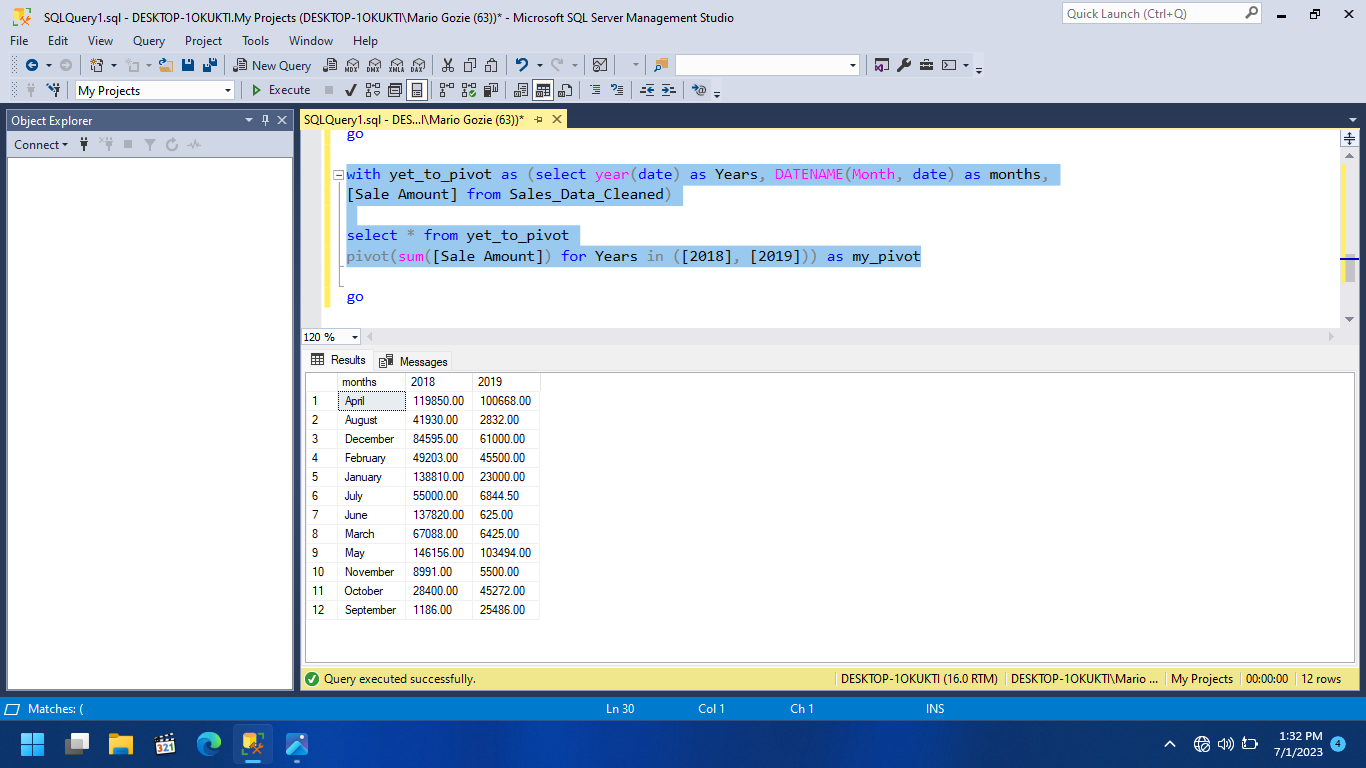 SQLQuery1.sql - DESKTOP-1OKUKTI.My Projects (DESKTOP-1OKUKTI\Mario Gozie (63))* - Microsoft SQL Server Management Studio
Quick Launch (Ctrl+Q)
File Edit View Query Project Tools Window Help
New Query MDX DMX XMLA DAX
My Projects Execute
Object Explorer
Connect
SQLQuery1.sql - DES...I\Mario Gozie (63))*
go
with yet_to_pivot as (select year(date) as Years, DATENAME(Month, date) as months,
[Sale Amount] from Sales_Data_Cleaned)
select * from yet_to_pivot
pivot(sum([Sale Amount]) for Years in ([2018], [2019])) as my_pivot
go
120 %
Results Messages
months 2018 2019
1 April 119850.00 100668.00
2 August 41930.00 2832.00
3 December 84595.00 61000.00
4 February 49203.00 45500.00
5 January 138810.00 23000.00
6 July 55000.00 6844.50
7 June 137820.00 625.00
8 March 67088.00 6425.00
9 May 146156.00 103494.00
10 November 8991.00 5500.00
11 October 28400.00 45272.00
12 September 1186.00 25486.00
Query executed successfully. DESKTOP-1OKUKTI (16.0 RTM) DESKTOP-1OKUKTI\Mario ... My Projects 00:00:00 12 rows
Matches: ( Ln 30 Col 1 Ch 1 INS
321
1:32 PM
7/1/2023
4